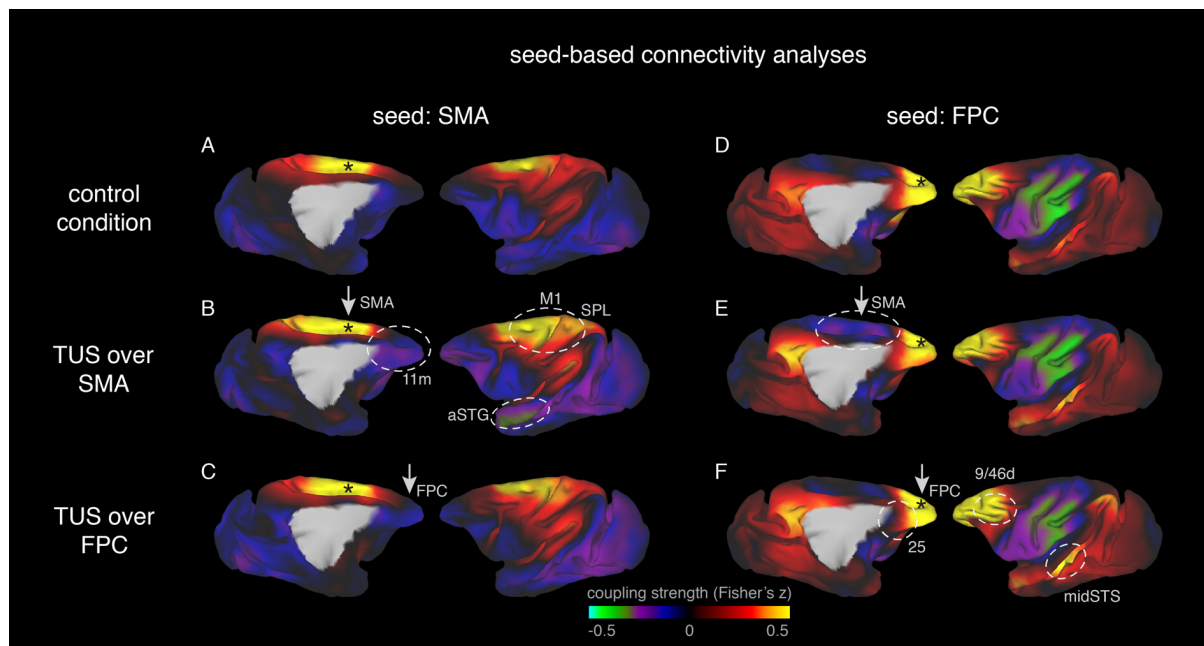 seed-based connectivity analyses
seed: SMA
seed: FPC
A
D
control
condition
*
*
B
SMA
M1
SPL
E
SMA
TUS over
SMA
*
11m
aSTG
*
C
FPC
F
FPC
9/46d
TUS over
FPC
*
25
*
midSTS
coupling strength (Fisher's z)
-0.5
0
0.5